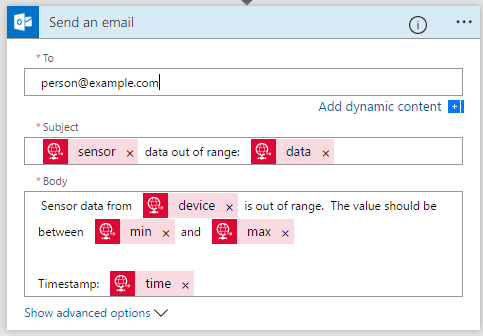 Send an email
* To
person@example.com
Add dynamic content
* Subject
sensor × data out of range: data ×
* Body
Sensor data from device × is out of range. The value should be
between min × and max ×
Timestamp: time ×
Show advanced options